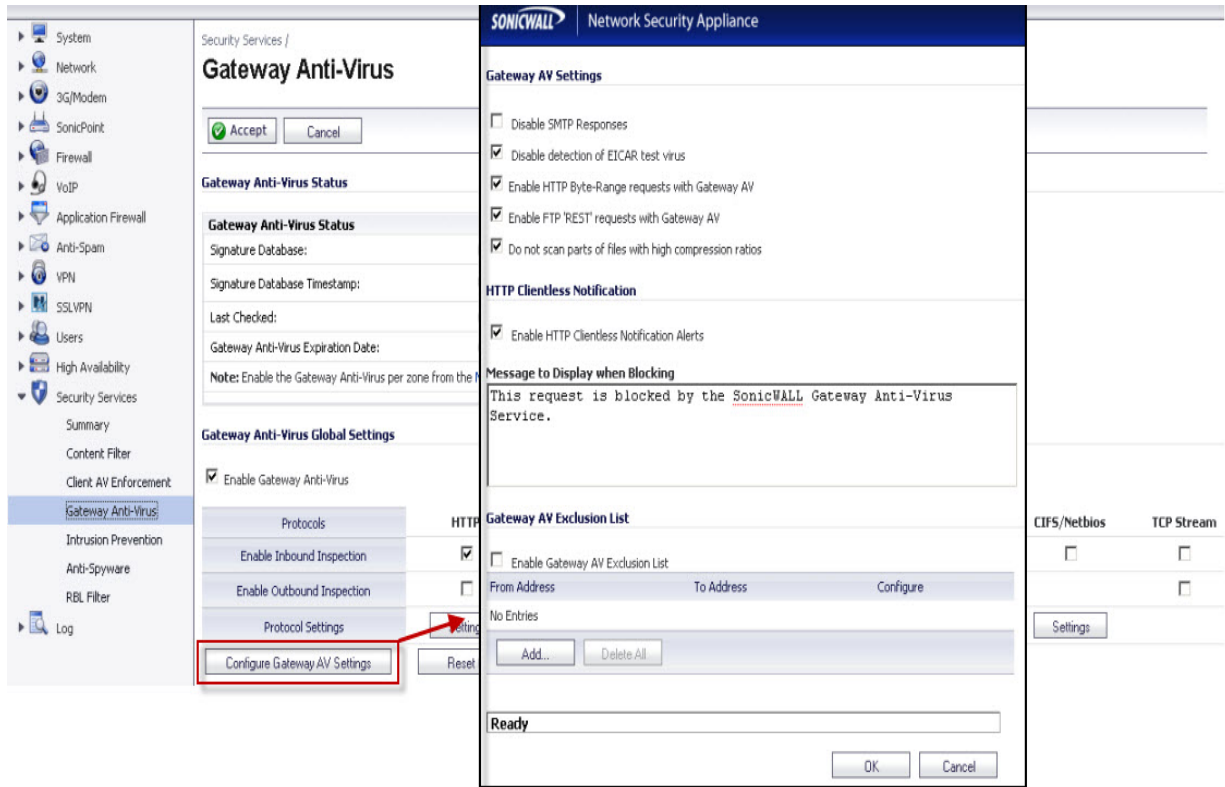 System
Network
3G/Modem
SonicPoint
Firewall
VoIP
Application Firewall
Anti-Spam
VPN
SSLVPN
Users
High Availability
Security Services
Summary
Content Filter
Client AV Enforcement
Gateway Anti-Virus
Intrusion Prevention
Anti-Spyware
RBL Filter
Log
Security Services /
Gateway Anti-Virus
Accept Cancel
Gateway Anti-Virus Status
Gateway Anti-Virus Status
Signature Database:
Signature Database Timestamp:
Last Checked:
Gateway Anti-Virus Expiration Date:
Note: Enable the Gateway Anti-Virus per zone from the
Gateway Anti-Virus Global Settings
Enable Gateway Anti-Virus
Protocols HTTP CIFS/Netbios TCP Stream
Enable Inbound Inspection
Enable Outbound Inspection
Protocol Settings Settings
Configure Gateway AV Settings Reset
SONICWALL Network Security Appliance
Gateway AV Settings
Disable SMTP Responses
Disable detection of EICAR test virus
Enable HTTP Byte-Range requests with Gateway AV
Enable FTP 'REST' requests with Gateway AV
Do not scan parts of files with high compression ratios
HTTP Clientless Notification
Enable HTTP Clientless Notification Alerts
Message to Display when Blocking
This request is blocked by the SonicWALL Gateway Anti-Virus
Service.
Gateway AV Exclusion List
Enable Gateway AV Exclusion List
From Address To Address Configure
No Entries
Add... Delete All
Ready
OK Cancel